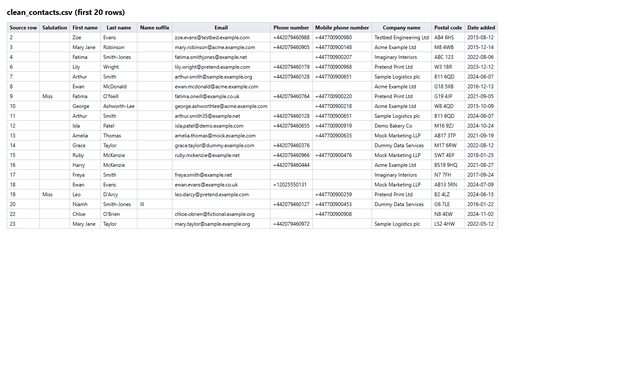 clean_contacts.csv (first 20 rows)
Source row Salutation First name Last name Name suffix Email Phone number Mobile phone number Company name Postal code Date added
2 Zoe Evans zoe.evans@testbed.example.com +442079460988 +447700900980 Testbed Engineering Ltd AB4 6HS 2015-08-12
3 Mary Jane Robinson mary.robinson@acme.example.com +442079460905 +447700900148 Acme Example Ltd M8 4WB 2015-12-14
4 Fatima Smith-Jones fatima.smithjones@example.net +447700900207 Imaginary Interiors ABC 123 2022-08-06
6 Lily Wright lily.wright@pretend.example.com +442079460179 +447700900968 Pretend Print Ltd W3 1BR 2023-12-12
7 Arthur Smith arthur.smith@sample.example.org +442079460128 +447700900651 Sample Logistics plc B11 6QD 2024-06-07
8 Ewan McDonald ewan.mcdonald@acme.example.com Acme Example Ltd G18 5XB 2016-12-13
9 Miss Fatima O'Neill fatima.oneill@example.co.uk +442079460764 +447700900220 Pretend Print Ltd G19 4JF 2021-09-05
10 George Ashworth-Lee george.ashworthlee@acme.example.com +447700900218 Acme Example Ltd W8 4QD 2015-10-09
11 Arthur Smith arthur.smith35@example.net +442079460128 +447700900651 Sample Logistics plc B11 6QD 2024-06-07
12 Isla Patel isla.patel@demo.example.com +442079460655 +447700900919 Demo Bakery Co M16 9ZJ 2024-10-24
13 Amelia Thomas amelia.thomas@mock.example.com +447700900635 Mock Marketing LLP AB17 3TP 2021-09-19
14 Grace Taylor grace.taylor@dummy.example.com +442079460376 Dummy Data Services M17 6RW 2022-08-12
15 Ruby McKenzie ruby.mckenzie@example.net +442079460966 +447700900476 Mock Marketing LLP SW7 4EP 2018-01-25
16 Harry McKenzie +442079460444 Acme Example Ltd BS19 9HQ 2021-08-27
17 Freya Smith freya.smith@example.net Imaginary Interiors N7 7FH 2017-09-24
18 Ewan Evans ewan.evans@example.co.uk +12025550131 Mock Marketing LLP AB13 5RN 2024-07-09
19 Miss Leo D'Arcy leo.darcy@pretend.example.com +447700900259 Pretend Print Ltd B2 4LZ 2024-06-15
20 Niamh Smith-Jones III +442079460127 +447700900453 Dummy Data Services G6 7LE 2016-01-22
22 Chloe O'Brien chloe.obrien@fictional.example.org +447700900908 N8 4EW 2024-11-02
23 Mary Jane Taylor mary.taylor@sample.example.org +442079460972 Sample Logistics plc LS2 4HW 2022-05-12